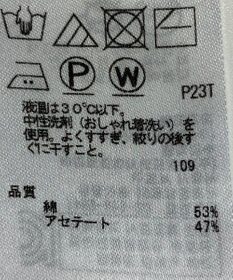 P W
P23T
液温は30℃以下。
中性洗剤(おしゃれ着洗い)を
使用。よくすすぎ、絞りの後す
ぐに干すこと。
109
品質
綿 53%
アセテート 47%